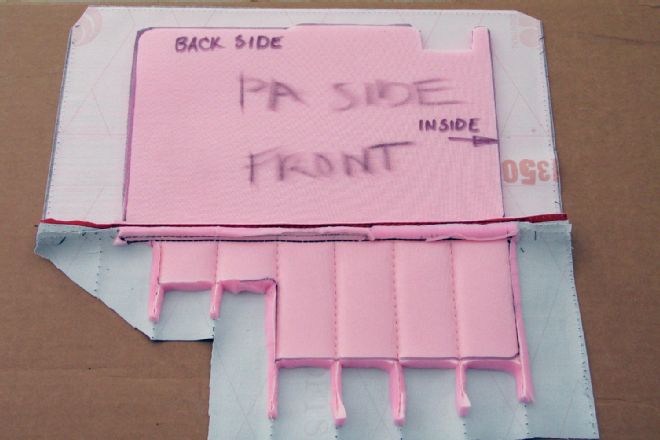 BACK SIDE
PA SIDE
INSIDE
FRONT